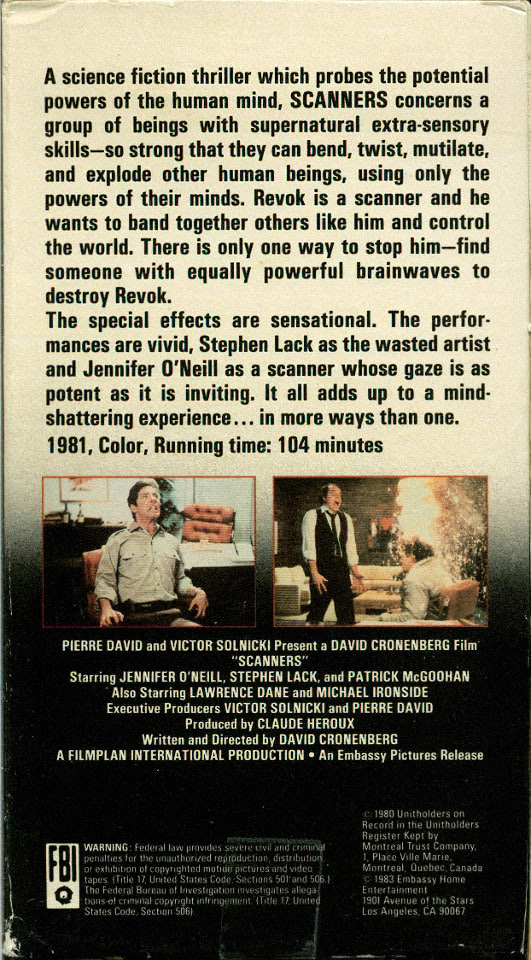 A science fiction thriller which probes the potential
powers of the human mind, SCANNERS concerns a
group of beings with supernatural extra-sensory
skills—so strong that they can bend, twist, mutilate,
and explode other human beings, using only the
powers of their minds. Revok is a scanner and he
wants to band together others like him and control
the world. There is only one way to stop him—find
someone with equally powerful brainwaves to
destroy Revok.
The special effects are sensational. The perfor-
mances are vivid, Stephen Lack as the wasted artist
and Jennifer O'Neill as a scanner whose gaze is as
potent as it is inviting. It all adds up to a mind-
shattering experience... in more ways than one.
1981, Color, Running time: 104 minutes
PIERRE DAVID and VICTOR SOLNICKI Present a DAVID CRONENBERG Film
"SCANNERS"
Starring JENNIFER O'NEILL, STEPHEN LACK, and PATRICK McGOOHAN
Also Starring LAWRENCE DANE and MICHAEL IRONSIDE
Executive Producers VICTOR SOLNICKI and PIERRE DAVID
Produced by CLAUDE HEROUX
Written and Directed by DAVID CRONENBERG
A FILMPLAN INTERNATIONAL PRODUCTION • An Embassy Pictures Release
FBI
WARNING: Federal law provides severe civil and criminal
penalties for the unauthorized reproduction, distribution
or exhibition of copyrighted motion pictures and video
tapes. (Title 17, United States Code, Sections 501 and 506.)
The Federal Bureau of Investigation investigates allega-
tions of criminal copyright infringement. (Title 17, United
States Code, Section 506).
© 1980 Unitholders on
Record in the Unitholders
Register Kept by
Montreal Trust Company,
1, Place Ville Marie,
Montreal, Quebec, Canada
© 1983 Embassy Home
Entertainment
1901 Avenue of the Stars
Los Angeles, CA 90067